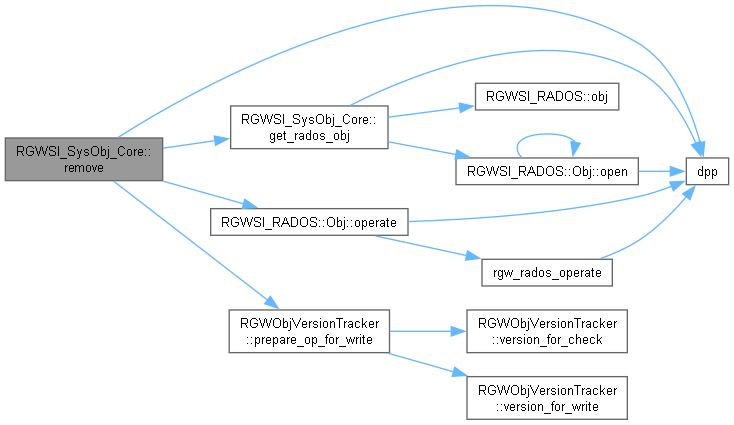 RGWSI_SysObj_Core::
remove
RGWSI_SysObj_Core::
get_rados_obj
RGWSI_RADOS::obj
RGWSI_RADOS::Obj::open
dpp
RGWSI_RADOS::Obj::operate
rgw_rados_operate
RGWObjVersionTracker
::prepare_op_for_write
RGWObjVersionTracker
::version_for_check
RGWObjVersionTracker
::version_for_write